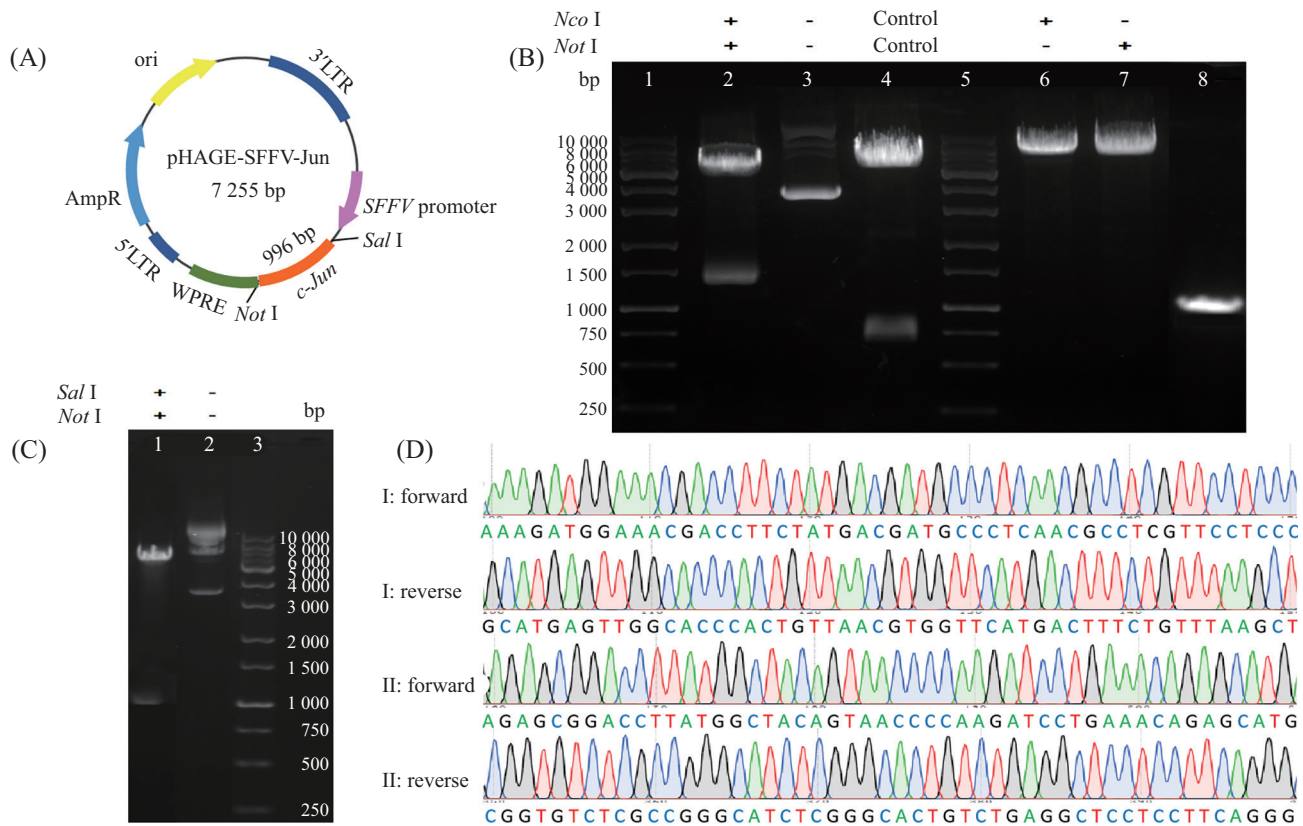 (A)
ori
3′LTR
pHAGE-SFFV-Jun
7 255 bp
AmpR
SFFV promoter
Sal I
996 bp
c-Jun
5′LTR
WPRE
Not I
(B)
Nco I + - Control + -
Not I + - Control - +
bp 1 2 3 4 5 6 7 8
10 000
8 000
6 000
5 000
4 000
3 000
2 000
1 500
1 000
750
500
250
(C)
Sal I + -
Not I + - bp
1 2 3
10 000
8 000
6 000
5 000
4 000
3 000
2 000
1 500
1 000
750
500
250
(D)
I: forward
AAAGATGGAAACGACCTTCTATGACGATGCCCTCAACGCCTCGTTCCTCCC
I: reverse
GCATGAGTTGGCACCCACTGTTAACGTGGTTCATGACTTTCTGTTTAAGCT
II: forward
AGAGCGGACCTTATGGCTACAGTAACCCCAAGATCCTGAAACAGAGCATG
II: reverse
CGGTGTCTCGCCGGGCATCTCGGGCACTGTCTGAGGCTCCTCCTTCAGGG